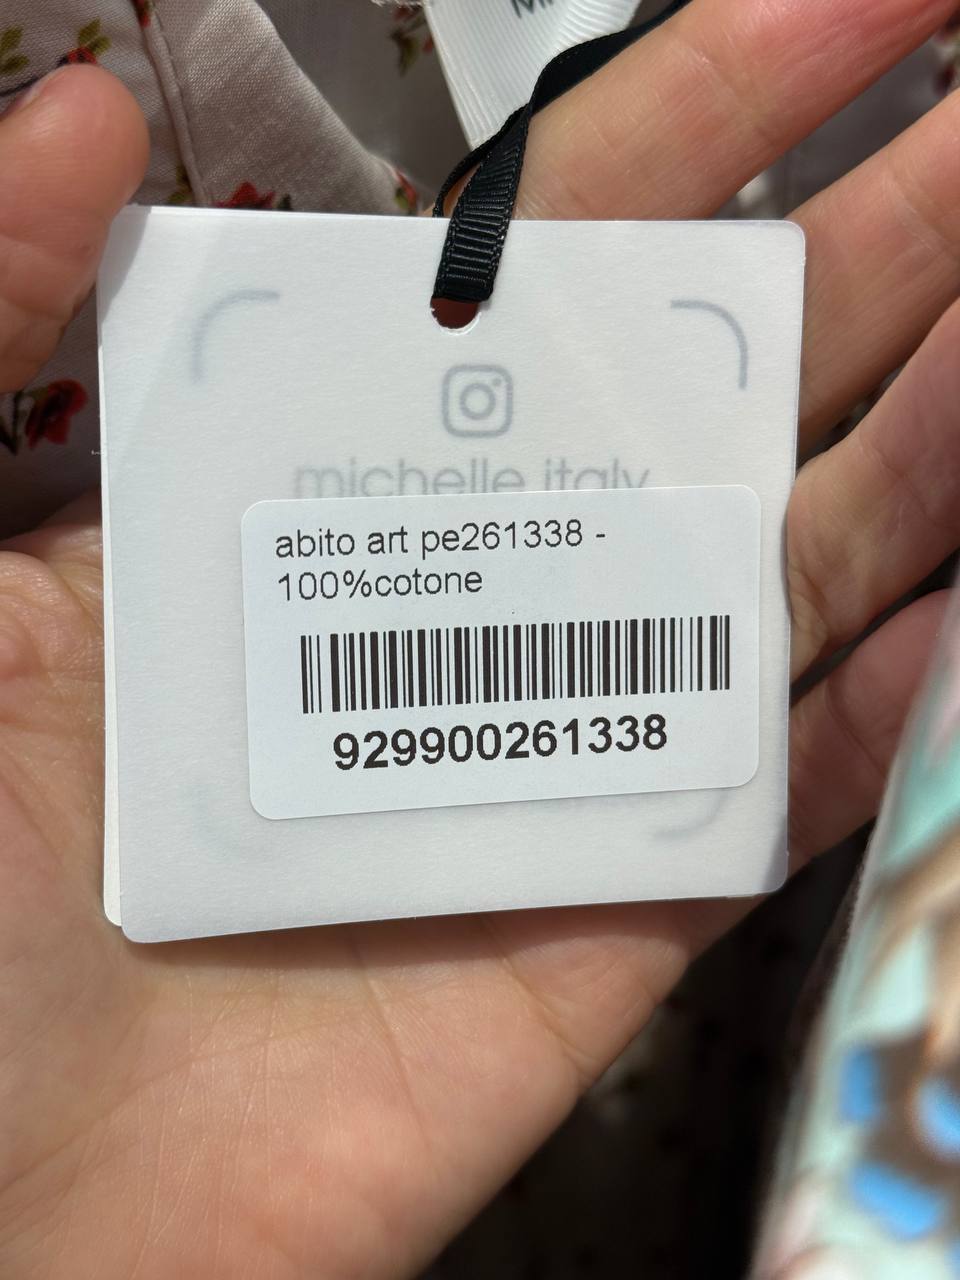 michelle italy
abito art pe261338 -
100%cotone
929900261338